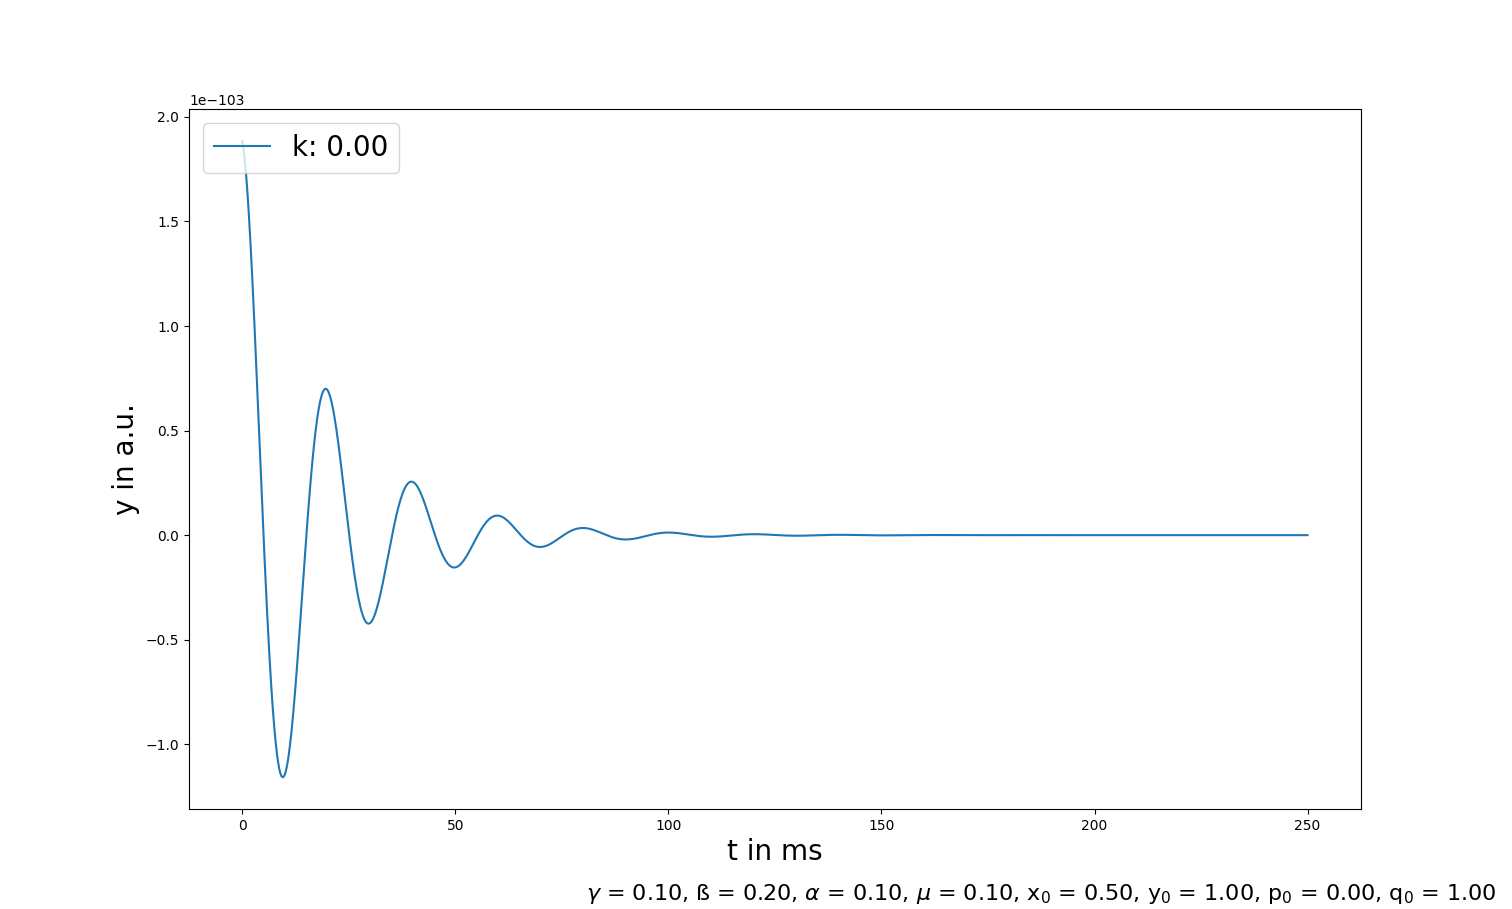 1e−103
2.0
1.5
1.0
0.5
0.0
−0.5
−1.0
k: 0.00
y in a.u.
0 50 100 150 200 250
t in ms
γ = 0.10, ß = 0.20, α = 0.10, μ = 0.10, x₀ = 0.50, y₀ = 1.00, p₀ = 0.00, q₀ = 1.00